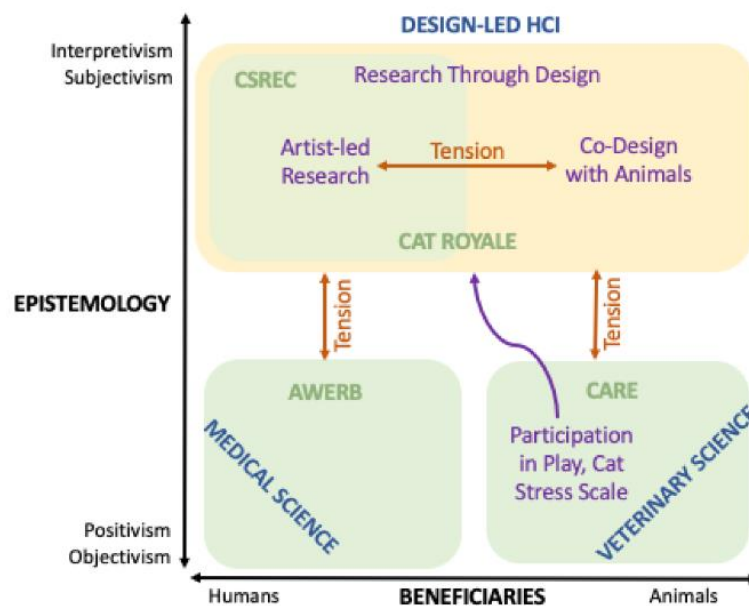 DESIGN-LED HCI
Interpretivism
Subjectivism
CSREC
Research Through Design
Artist-led
Research
Tension
Co-Design
with Animals
CAT ROYALE
EPISTEMOLOGY
Tension
Tension
AWERB
CARE
MEDICAL SCIENCE
Participation
in Play, Cat
Stress Scale
VETERINARY SCIENCE
Positivism
Objectivism
Humans
BENEFICIARIES
Animals